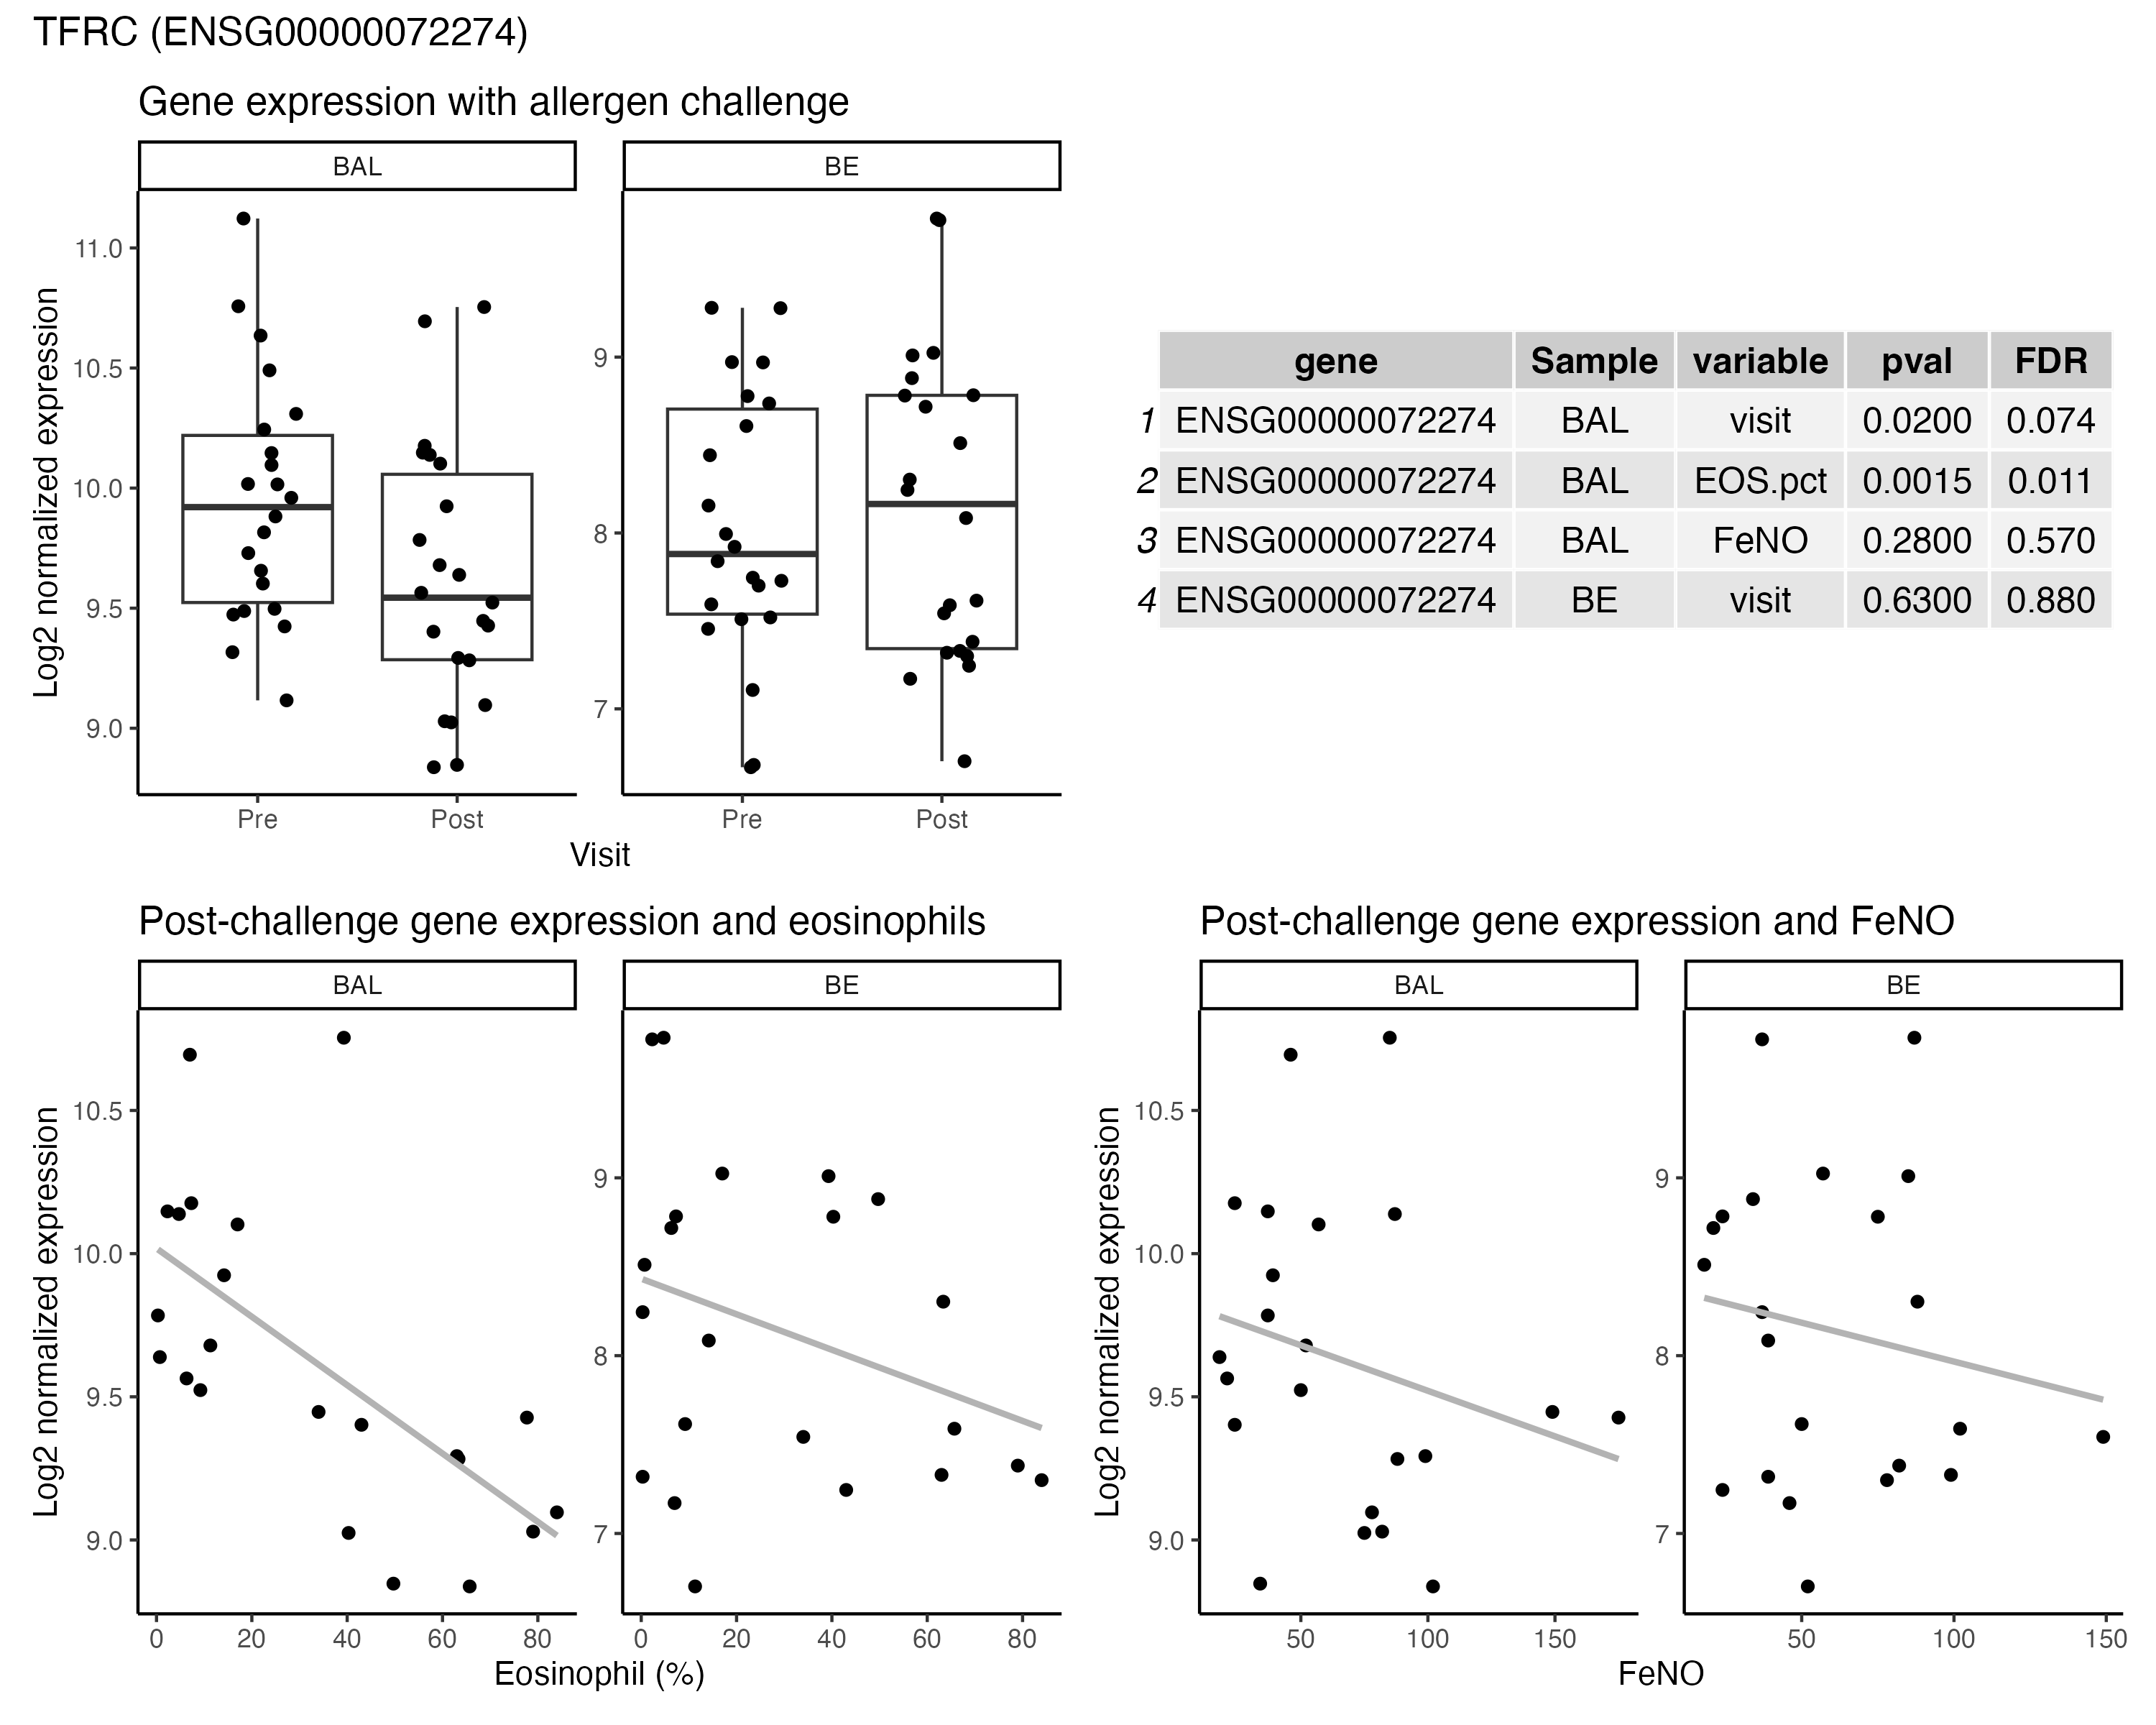 TFRC (ENSG00000072274)
Gene expression with allergen challenge
BAL
BE
Log2 normalized expression
11.0
10.5
10.0
9.5
9.0
9
8
7
Pre
Post
Pre
Post
Visit
gene Sample variable pval FDR
1 ENSG00000072274 BAL visit 0.0200 0.074
2 ENSG00000072274 BAL EOS.pct 0.0015 0.011
3 ENSG00000072274 BAL FeNO 0.2800 0.570
4 ENSG00000072274 BE visit 0.6300 0.880
Post-challenge gene expression and eosinophils
BAL
BE
Log2 normalized expression
10.5
10.0
9.5
9.0
9
8
7
0 20 40 60 80
0 20 40 60 80
Eosinophil (%)
Post-challenge gene expression and FeNO
BAL
BE
Log2 normalized expression
10.5
10.0
9.5
9.0
9
8
7
50 100 150
50 100 150
FeNO